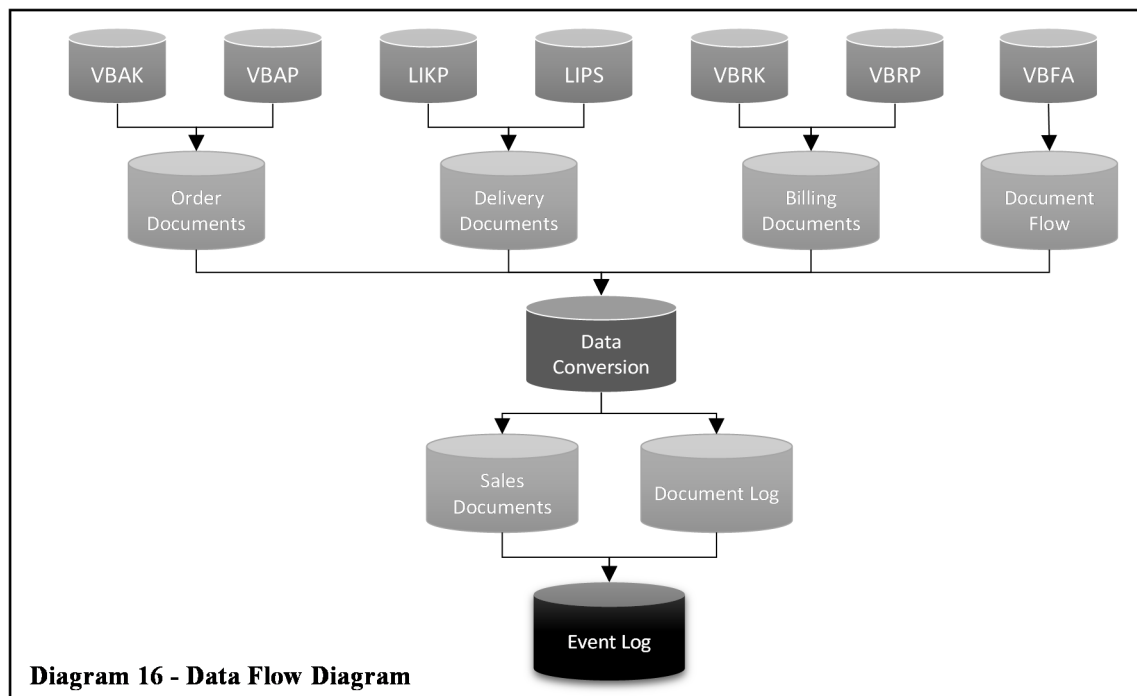 VBAK
VBAP
LIKP
LIPS
VBRK
VBRP
VBFA
Order
Documents
Delivery
Documents
Billing
Documents
Document
Flow
Data
Conversion
Sales
Documents
Document Log
Event Log
Diagram 16 - Data Flow Diagram